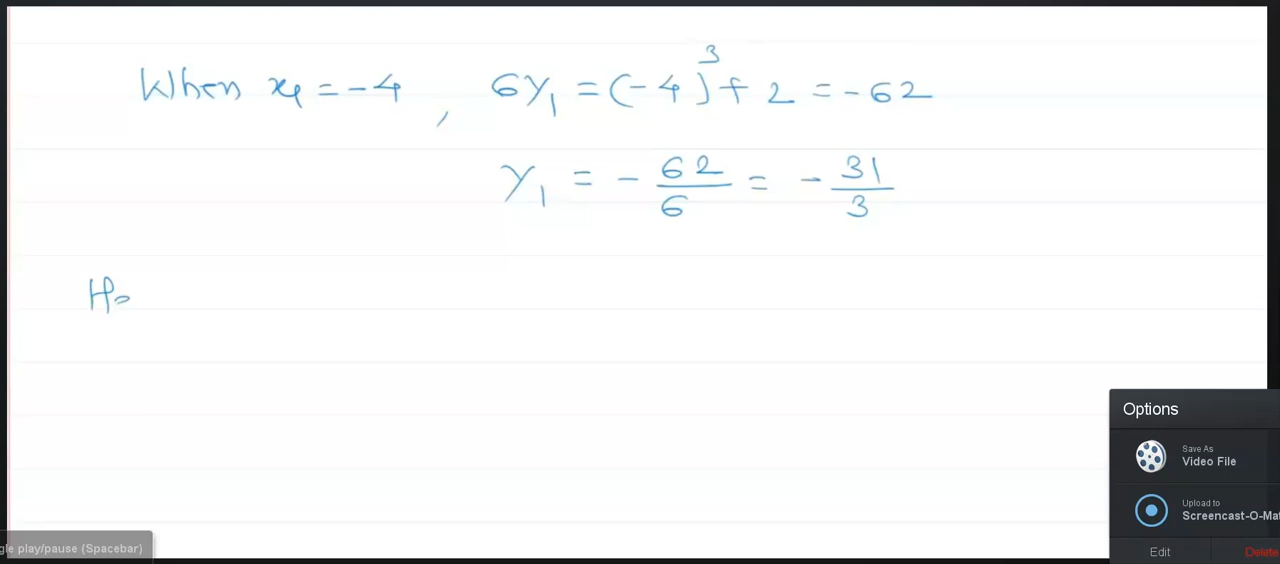 When x₁ = -4 , 6y₁ = (-4)³ + 2 = -62
y₁ = - 62/6 = - 31/3
Options
Save As
Video File
Upload to
Screencast-O-Mat
gle play/pause (Spacebar)
Edit Delete